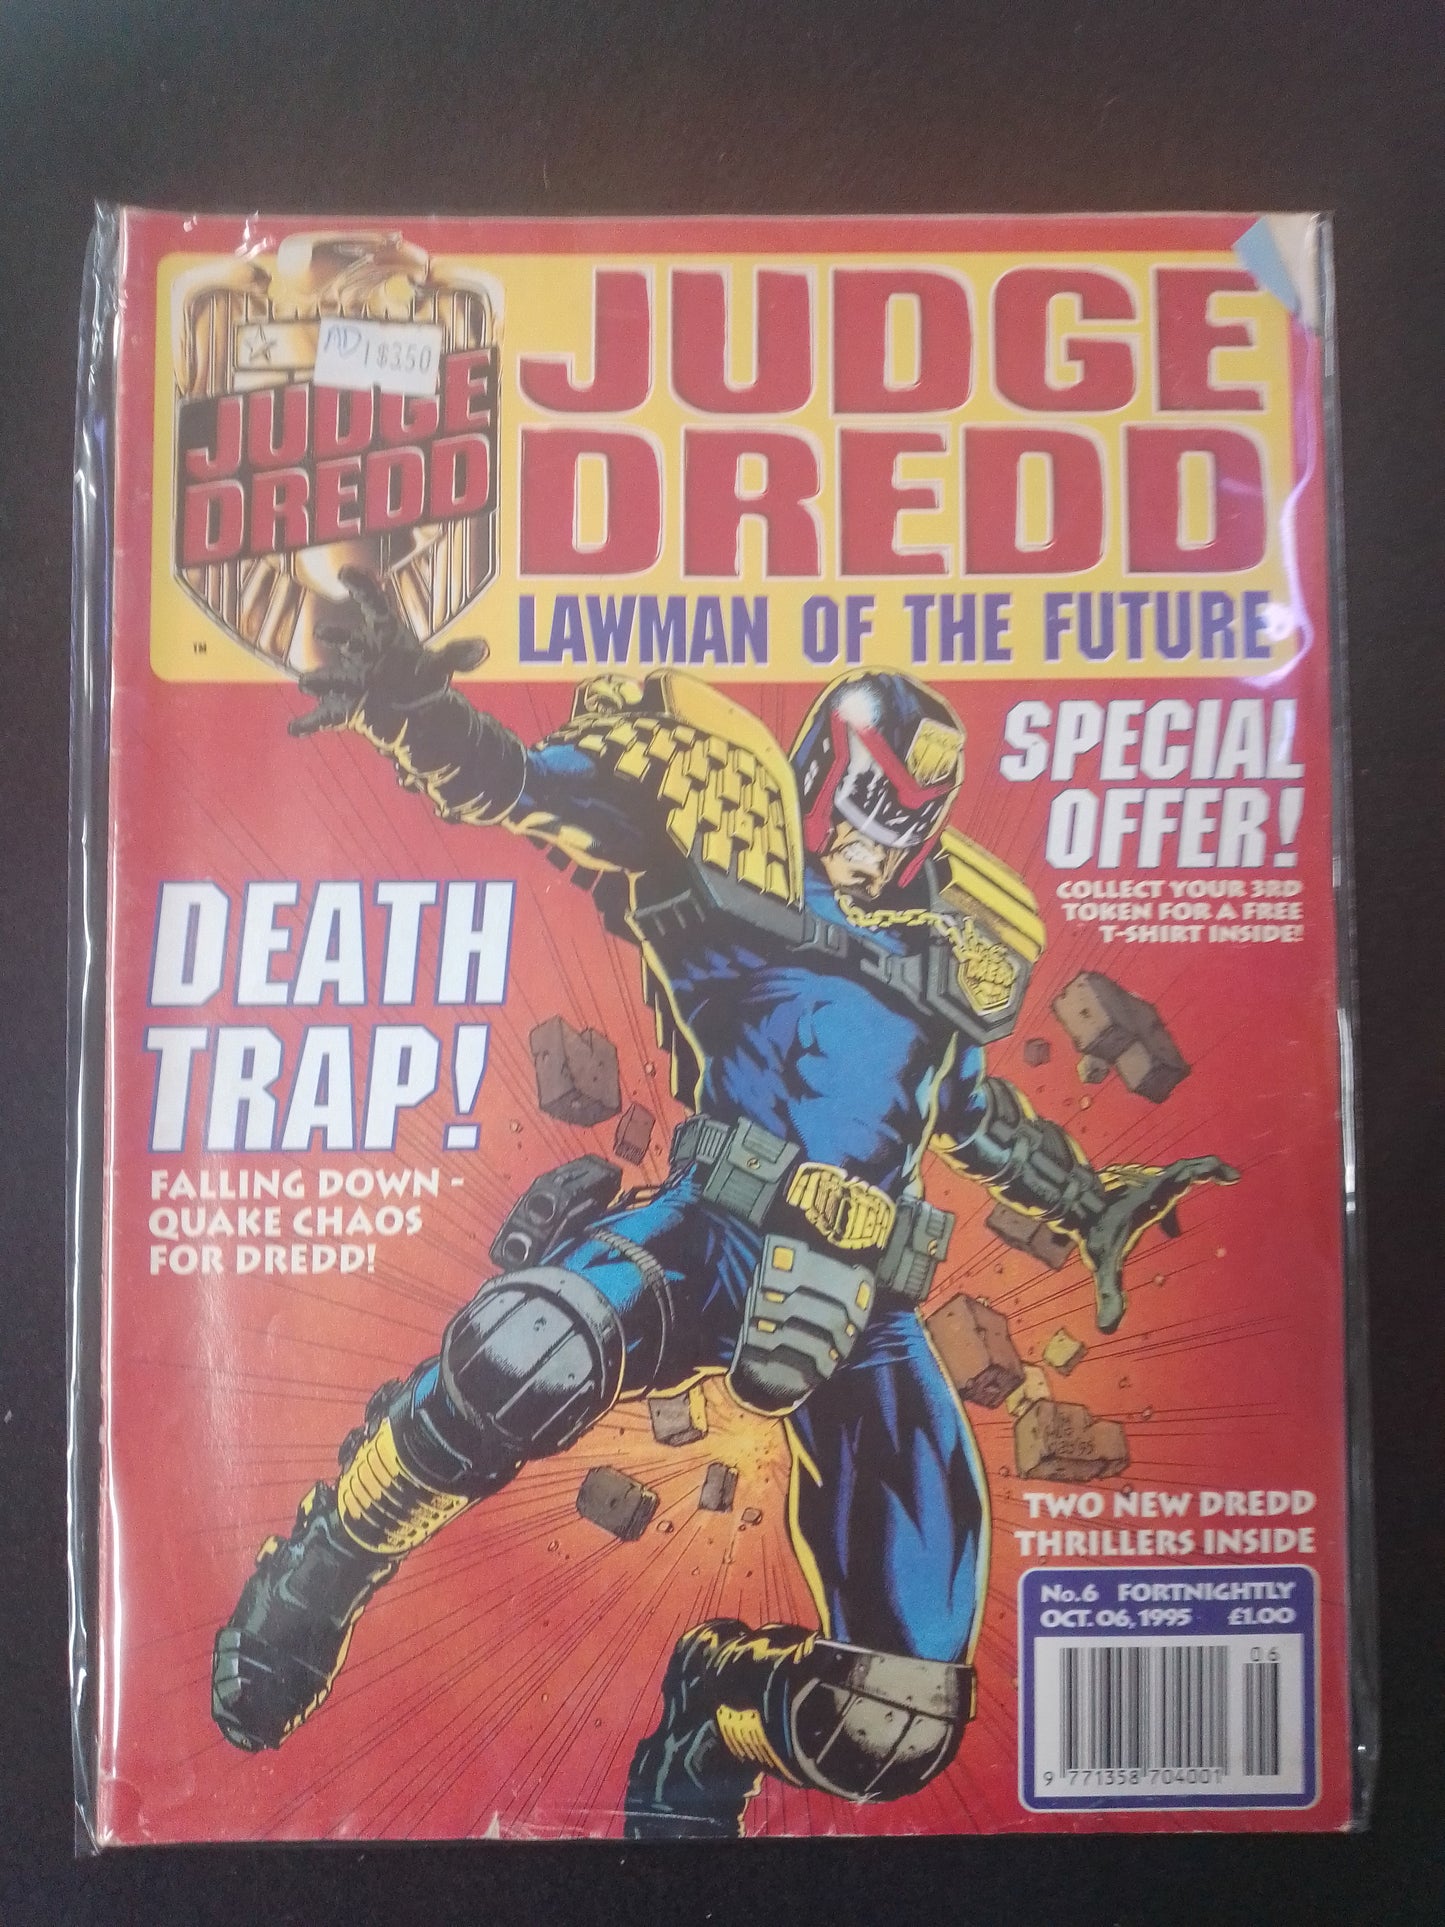 AD 1 $3.50
JUDGE
DREDD
™
JUDGE
DREDD
LAWMAN OF THE FUTURE
SPECIAL
OFFER!
COLLECT YOUR 3RD
TOKEN FOR A FREE
T-SHIRT INSIDE!
DEATH
TRAP!
FALLING DOWN -
QUAKE CHAOS
FOR DREDD!
TWO NEW DREDD
THRILLERS INSIDE
No.6 FORTNIGHTLY
OCT. 06, 1995 £1.00
06
9 771358 704001